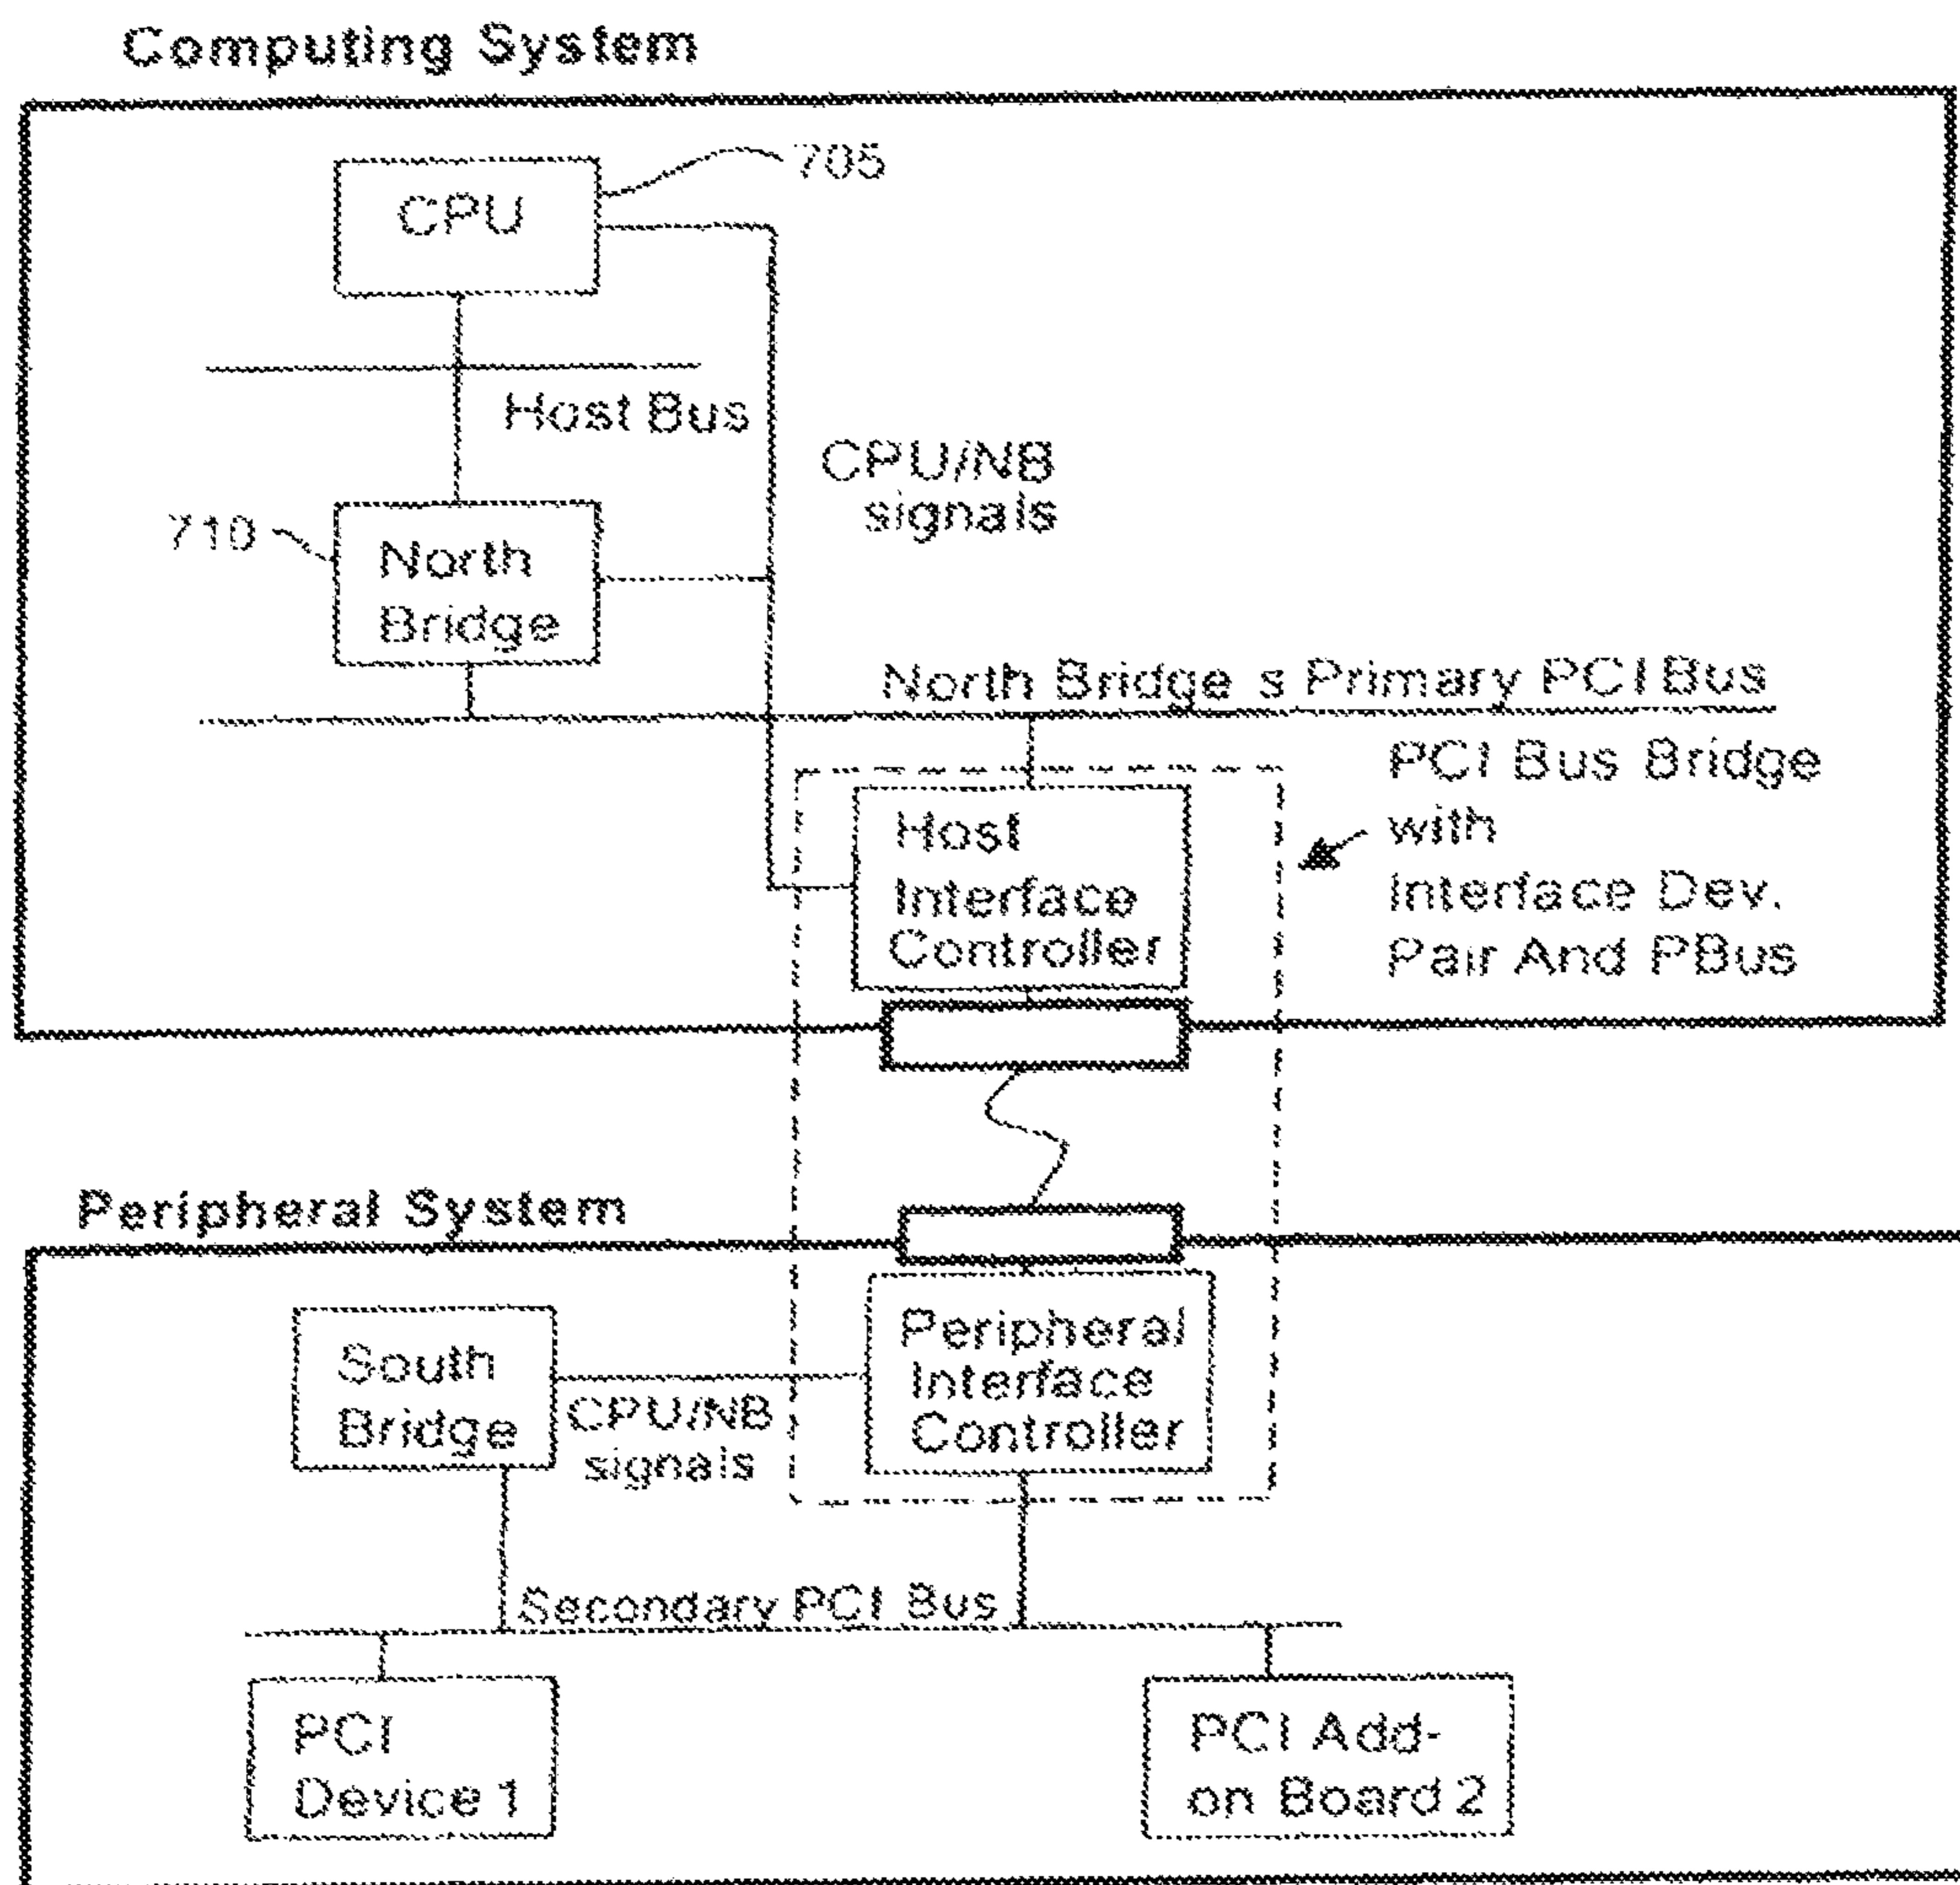 Computing System
705
CPU
Host Bus
CPU/NB
signals
710
North
Bridge
North Bridge s Primary PCI Bus
PCI Bus Bridge
with
Interface Dev.
Pair And PBus
Host
Interface
Controller
Peripheral System
Peripheral
Interface
Controller
South
Bridge
CPU/NB
signals
Secondary PCI Bus
PCI
Device 1
PCI Add-
on Board 2